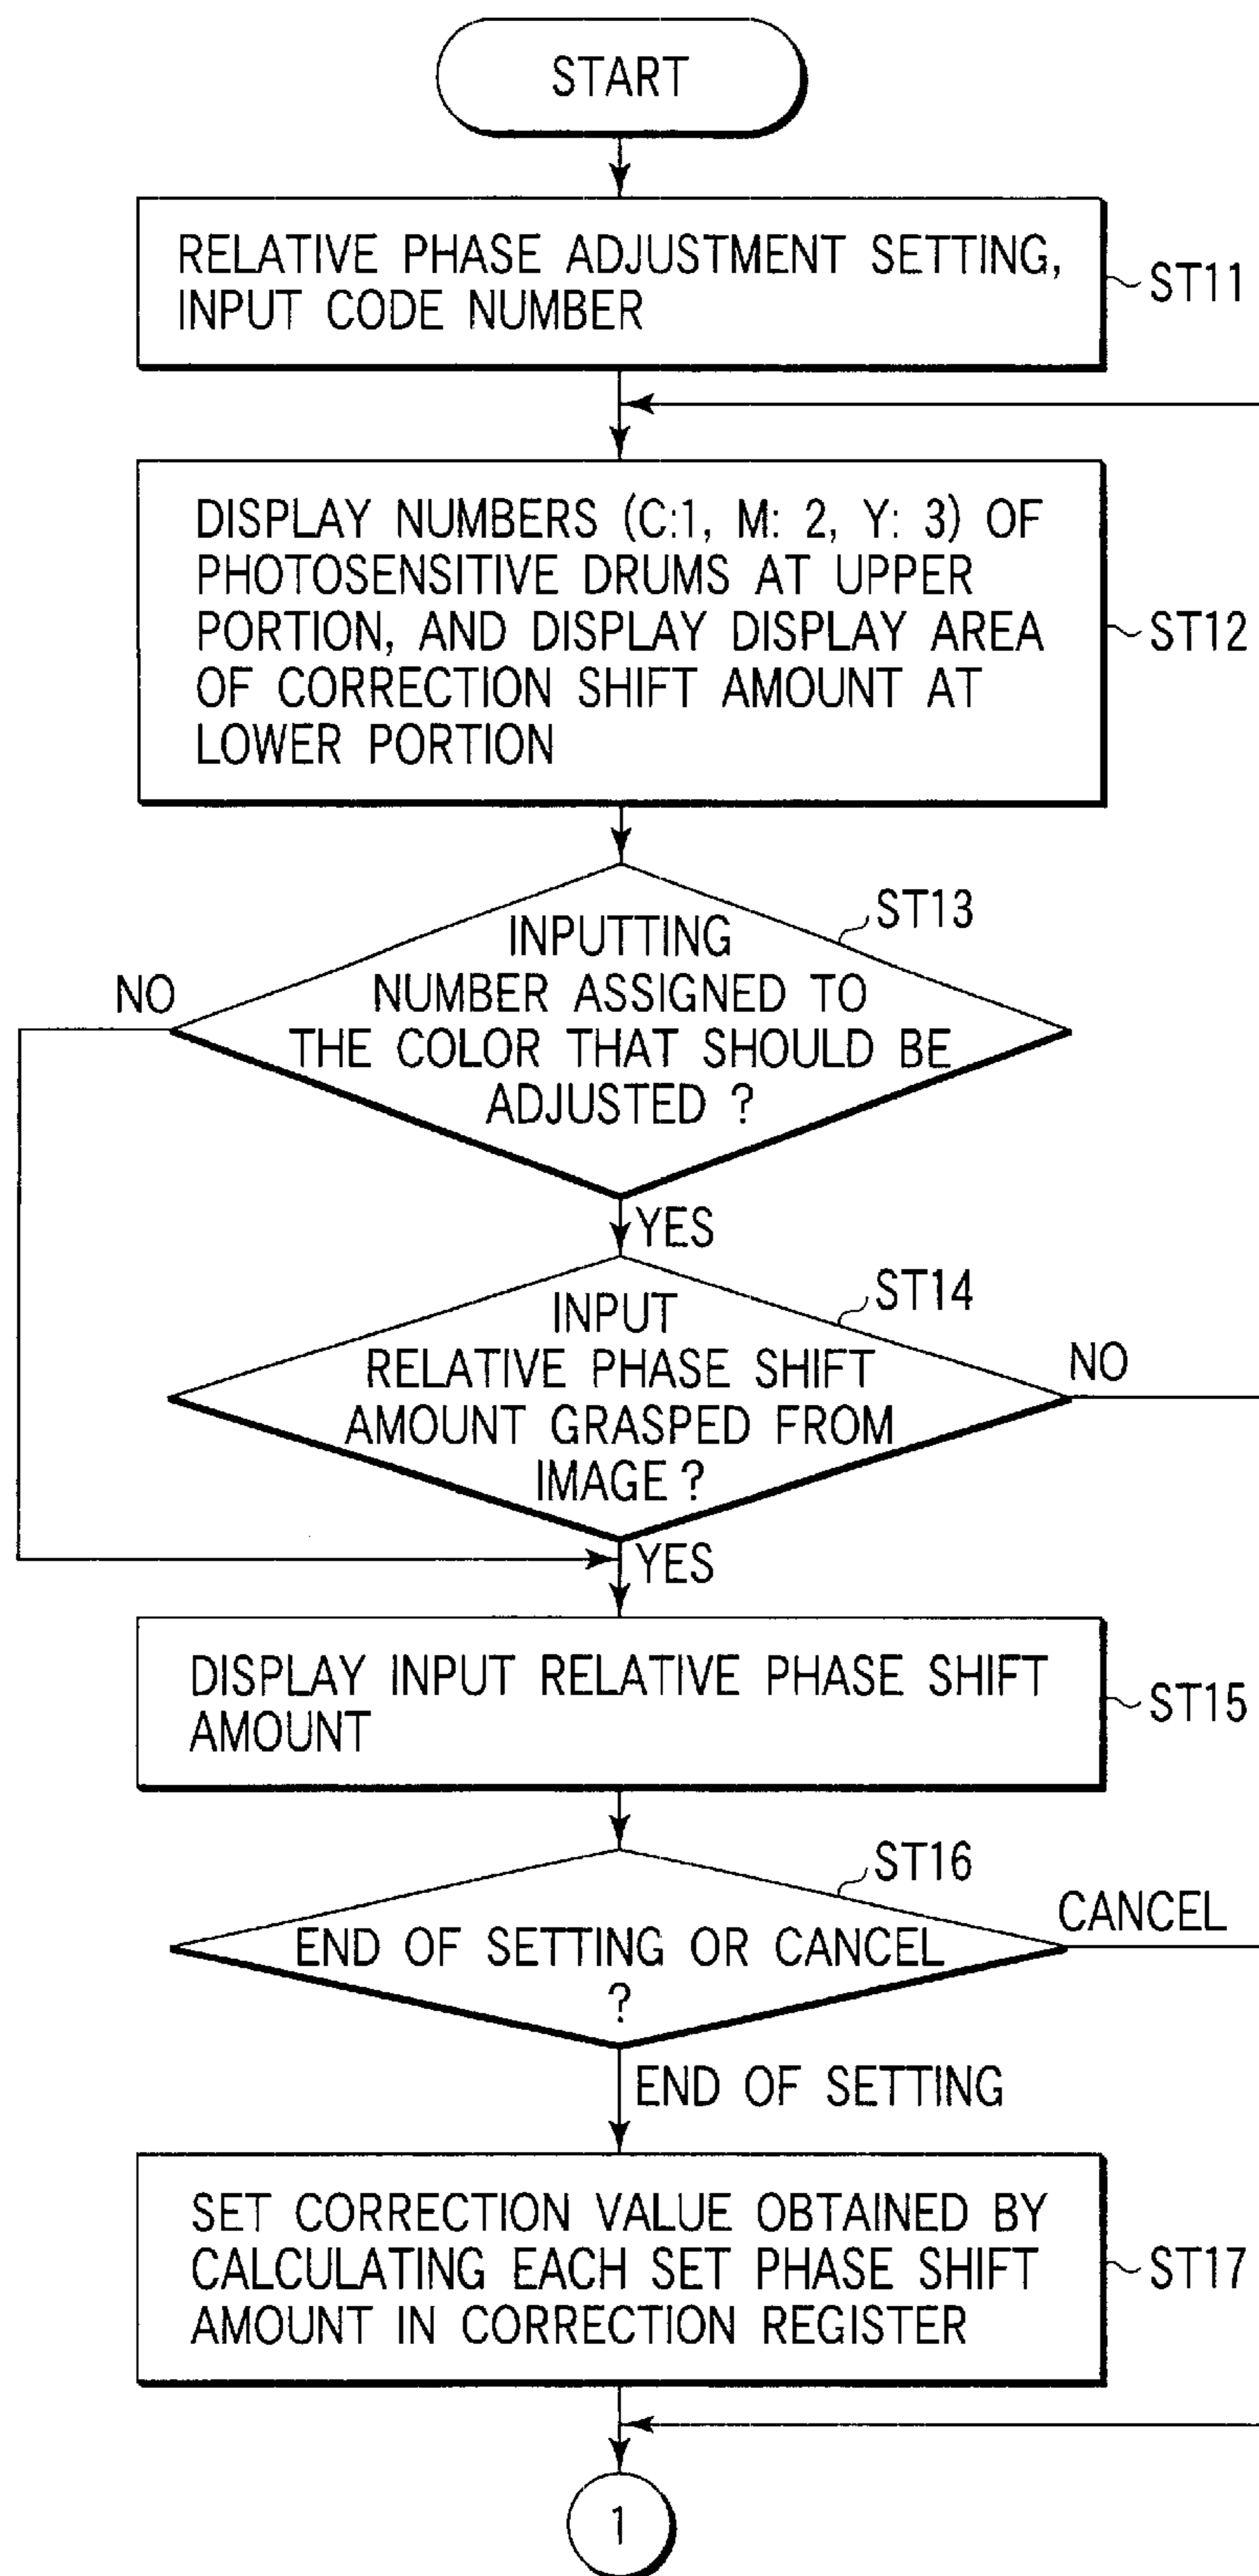 START
RELATIVE PHASE ADJUSTMENT SETTING,
INPUT CODE NUMBER
ST11
DISPLAY NUMBERS (C:1, M: 2, Y: 3) OF
PHOTOSENSITIVE DRUMS AT UPPER
PORTION, AND DISPLAY DISPLAY AREA
OF CORRECTION SHIFT AMOUNT AT
LOWER PORTION
ST12
ST13
INPUTTING
NUMBER ASSIGNED TO
THE COLOR THAT SHOULD BE
ADJUSTED ?
NO
YES
ST14
INPUT
RELATIVE PHASE SHIFT
AMOUNT GRASPED FROM
IMAGE ?
NO
YES
DISPLAY INPUT RELATIVE PHASE SHIFT
AMOUNT
ST15
ST16
END OF SETTING OR CANCEL
?
CANCEL
END OF SETTING
SET CORRECTION VALUE OBTAINED BY
CALCULATING EACH SET PHASE SHIFT
AMOUNT IN CORRECTION REGISTER
ST17
1